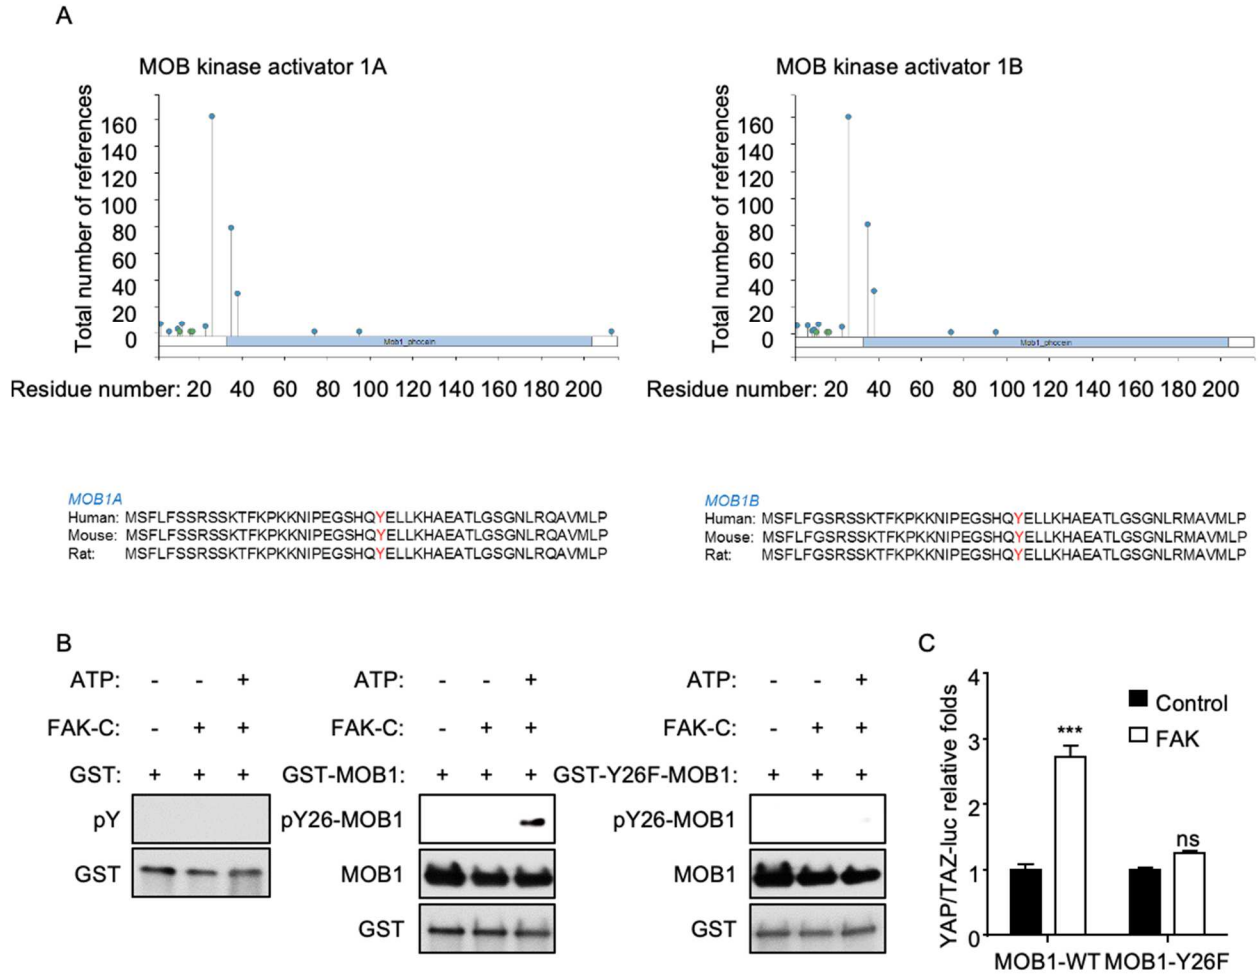 A
MOB kinase activator 1A
Total number of references
160
140
120
100
80
60
40
20
0
Mob1_phocein
Residue number: 20 40 60 80 100 120 140 160 180 200
MOB kinase activator 1B
Total number of references
160
140
120
100
80
60
40
20
0
Mob1_phocein
Residue number: 20 40 60 80 100 120 140 160 180 200
MOB1A
Human: MSFLFSSRSSKTFKPKKNIPEGSHQYELLKHAEATLGSGNLRQAVMLP
Mouse: MSFLFSSRSSKTFKPKKNIPEGSHQYELLKHAEATLGSGNLRQAVMLP
Rat: MSFLFSSRSSKTFKPKKNIPEGSHQYELLKHAEATLGSGNLRQAVMLP
MOB1B
Human: MSFLFGSRSSKTFKPKKNIPEGSHQYELLKHAEATLGSGNLRMAVMLP
Mouse: MSFLFGSRSSKTFKPKKNIPEGSHQYELLKHAEATLGSGNLRMAVMLP
Rat: MSFLFGSRSSKTFKPKKNIPEGSHQYELLKHAEATLGSGNLRMAVMLP
B
ATP: - - +
FAK-C: - + +
GST: + + +
pY
GST
ATP: - - +
FAK-C: - + +
GST-MOB1: + + +
pY26-MOB1
MOB1
GST
ATP: - - +
FAK-C: - + +
GST-Y26F-MOB1: + + +
pY26-MOB1
MOB1
GST
C
YAP/TAZ-luc relative folds
4
3
2
1
0
Control
FAK
***
ns
MOB1-WT MOB1-Y26F